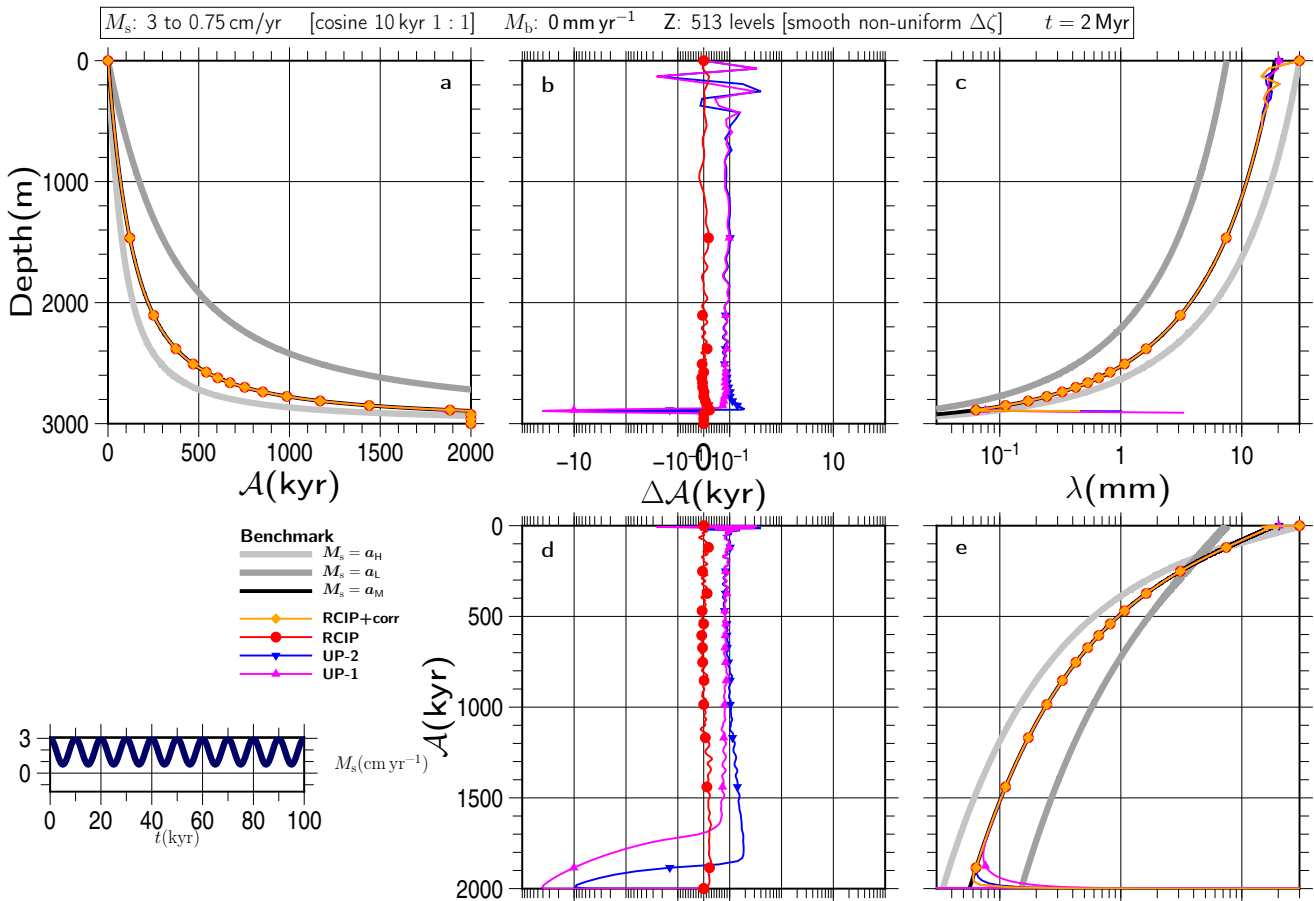 Mₛ: 3 to 0.75 cm/yr [cosine 10 kyr 1 : 1] M_b: 0 mm yr⁻¹ Z: 513 levels [smooth non-uniform Δζ] t = 2 Myr
a
b
c
0
1000
2000
3000
Depth(m)
0 500 1000 1500 2000
𝒜(kyr)
−10 −10⁻¹ 0 10⁻¹ 10
Δ𝒜(kyr)
10⁻¹ 1 10
λ(mm)
Benchmark
Mₛ = a_H
Mₛ = a_L
Mₛ = a_M
RCIP+corr
RCIP
UP-2
UP-1
3
0
Mₛ(cm yr⁻¹)
0 20 40 60 80 100
t(kyr)
d
e
0
500
1000
1500
2000
𝒜(kyr)